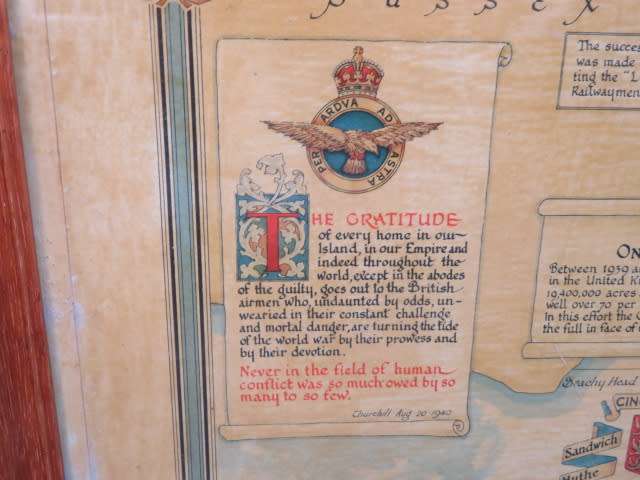 Sussex
The succes
was made
ting the "L
Railwaymen
PER ARDVA AD ASTRA
THE GRATITUDE
of every home in our
Island, in our Empire and
indeed throughout the
world, except in the abodes
of the guilty, goes out to the British
airmen who, undaunted by odds, un-
wearied in their constant challenge
and mortal danger, are turning the tide
of the world war by their prowess and
by their devotion.
Never in the field of human
conflict was so much owed by so
many to so few.
Churchill Aug 20 1940
ON
Between 1939 a
in the United Ki
19,400,000 acres
well over 70 per
In this effort the
the full in face of
Beachy Head
CIN
Sandwich
Hythe